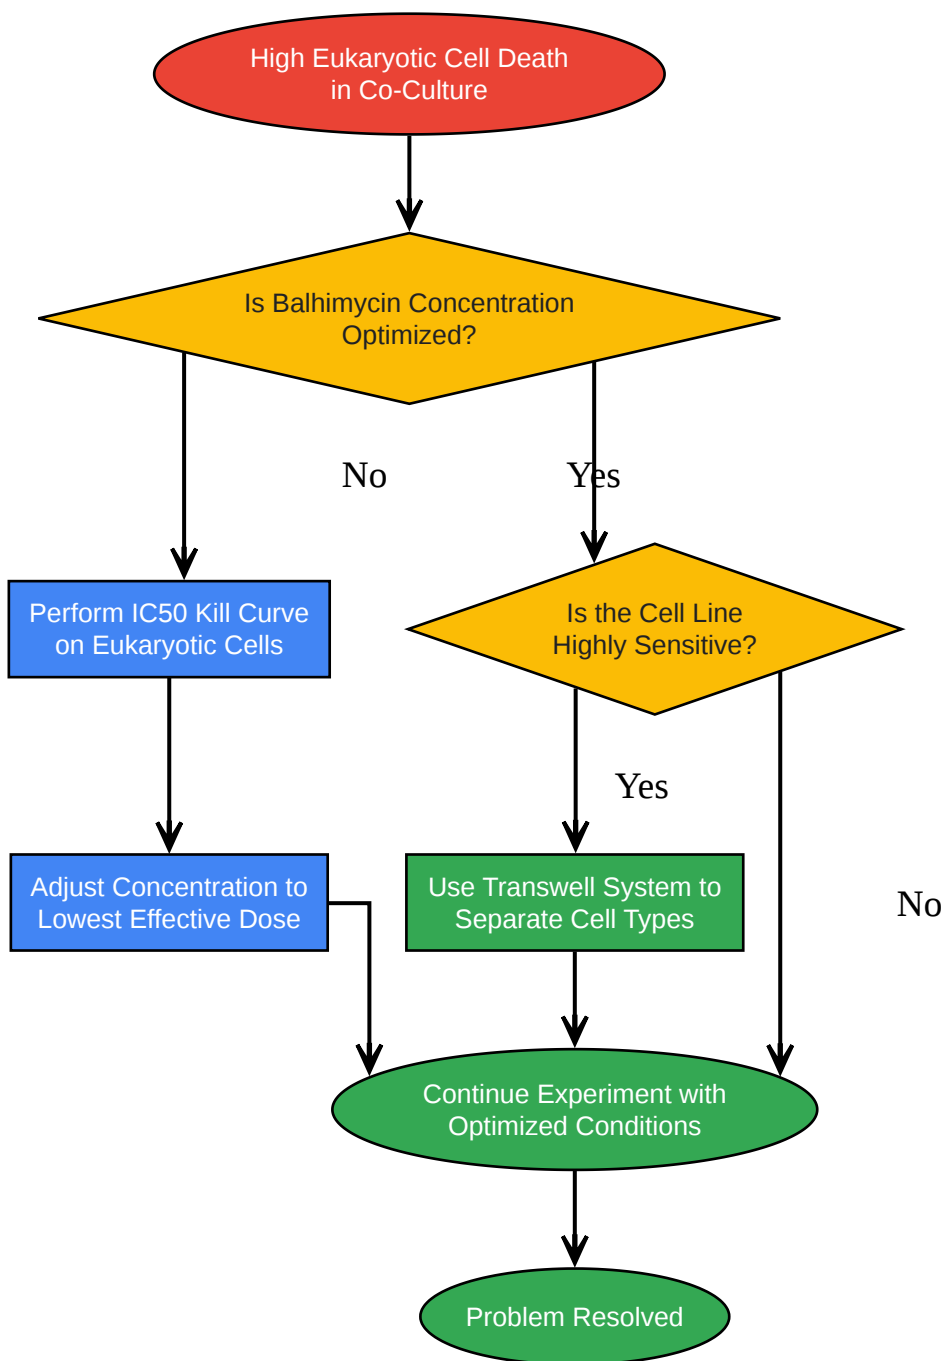 High Eukaryotic Cell Death
in Co-Culture
Is Balhimycin Concentration
Optimized?
No
Yes
Perform IC50 Kill Curve
on Eukaryotic Cells
Is the Cell Line
Highly Sensitive?
Yes
No
Adjust Concentration to
Lowest Effective Dose
Use Transwell System to
Separate Cell Types
Continue Experiment with
Optimized Conditions
Problem Resolved